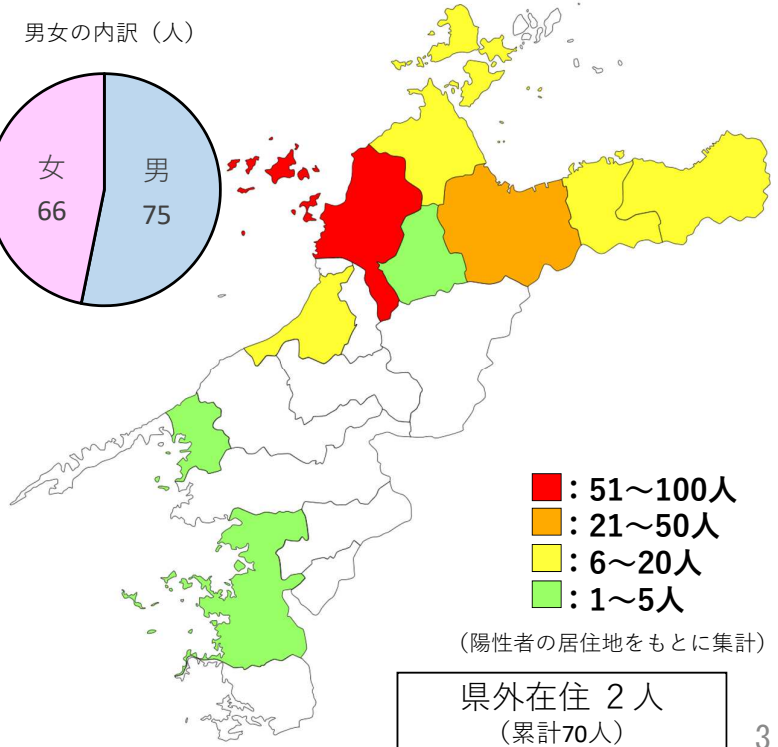 男女の内訳（人）
女
66
男
75
：51～100人
：21～50人
：6～20人
：1～5人
(陽性者の居住地をもとに集計)
県外在住 2人
（累計70人）
3